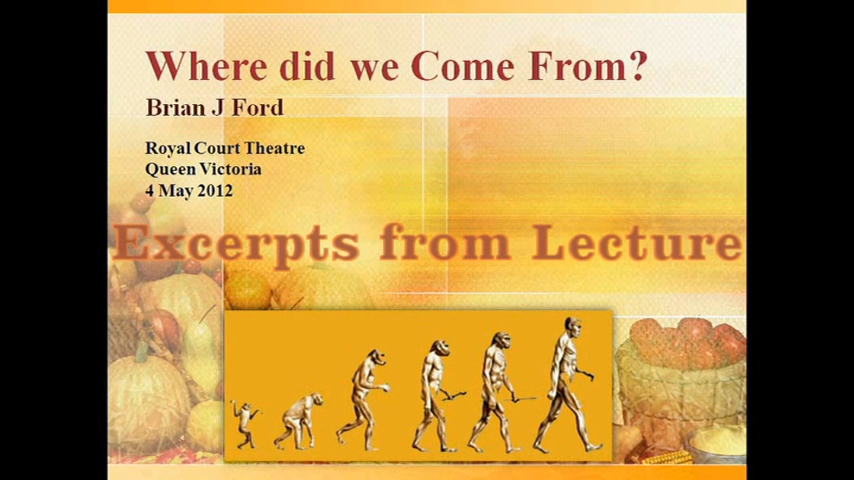 Where did we Come From?
Brian J Ford
Royal Court Theatre
Queen Victoria
4 May 2012
Excerpts from Lecture